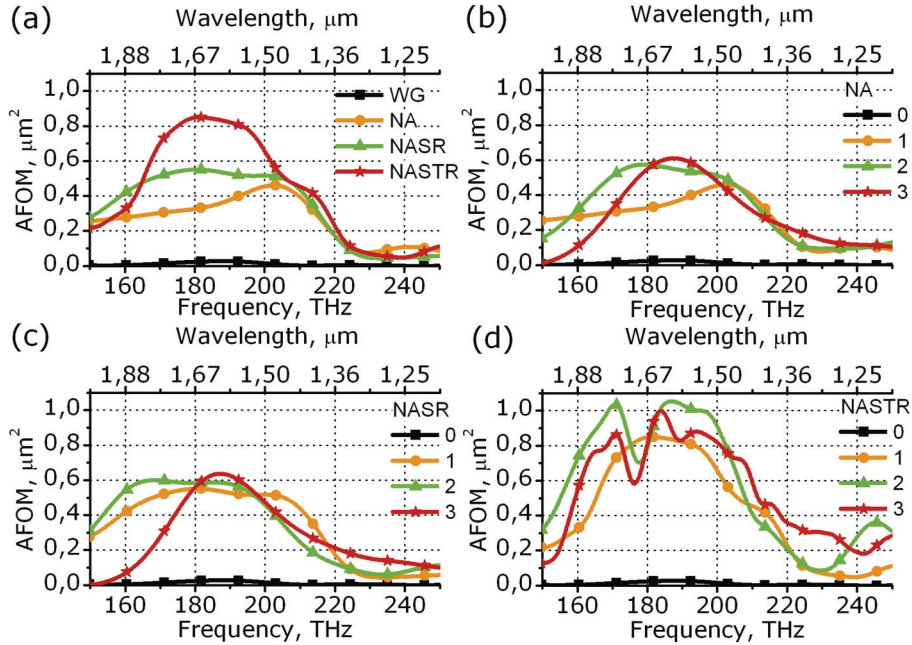 (a)
Wavelength, μm
1,88 1,67 1,50 1,36 1,25
1,0
0,8
0,6
0,4
0,2
0,0
AFOM, μm²
WG
NA
NASR
NASTR
160 180 200 220 240
Frequency, THz
(b)
Wavelength, μm
1,88 1,67 1,50 1,36 1,25
1,0
0,8
0,6
0,4
0,2
0,0
AFOM, μm²
NA
0
1
2
3
160 180 200 220 240
Frequency, THz
(c)
Wavelength, μm
1,88 1,67 1,50 1,36 1,25
1,0
0,8
0,6
0,4
0,2
0,0
AFOM, μm²
NASR
0
1
2
3
160 180 200 220 240
Frequency, THz
(d)
Wavelength, μm
1,88 1,67 1,50 1,36 1,25
1,0
0,8
0,6
0,4
0,2
0,0
AFOM, μm²
NASTR
0
1
2
3
160 180 200 220 240
Frequency, THz